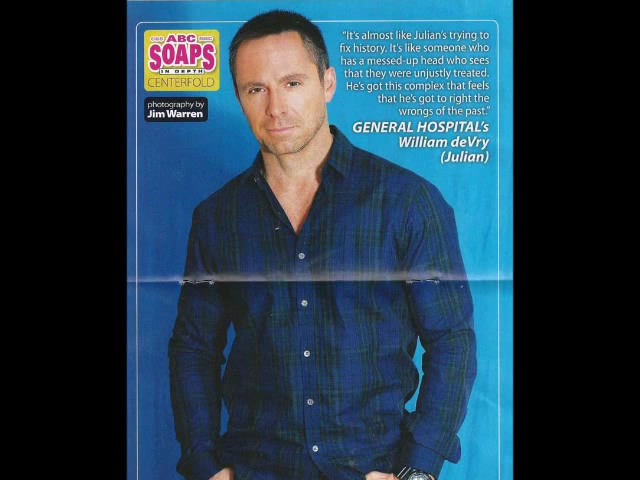 CBS ABC NBC
SOAPS
IN DEPTH
CENTERFOLD
photography by
Jim Warren
"It's almost like Julian's trying to
fix history. It's like someone who
has a messed-up head who sees
that they were unjustly treated.
He's got this complex that feels
that he's got to right the
wrongs of the past."
GENERAL HOSPITAL's
William deVry
(Julian)